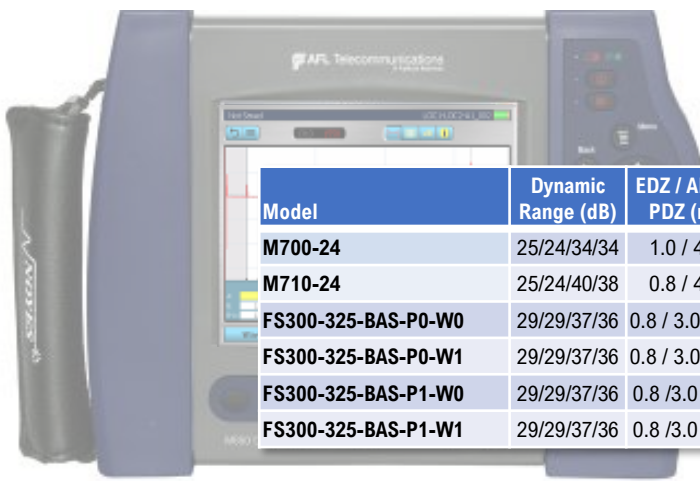 AFL Telecommunications
Model Dynamic Range (dB) EDZ / A PDZ (
M700-24 25/24/34/34 1.0 / 4
M710-24 25/24/40/38 0.8 / 4
FS300-325-BAS-P0-W0 29/29/37/36 0.8 / 3.0
FS300-325-BAS-P0-W1 29/29/37/36 0.8 / 3.0
FS300-325-BAS-P1-W0 29/29/37/36 0.8 /3.0
FS300-325-BAS-P1-W1 29/29/37/36 0.8 /3.0
NOYES
Menu
Back